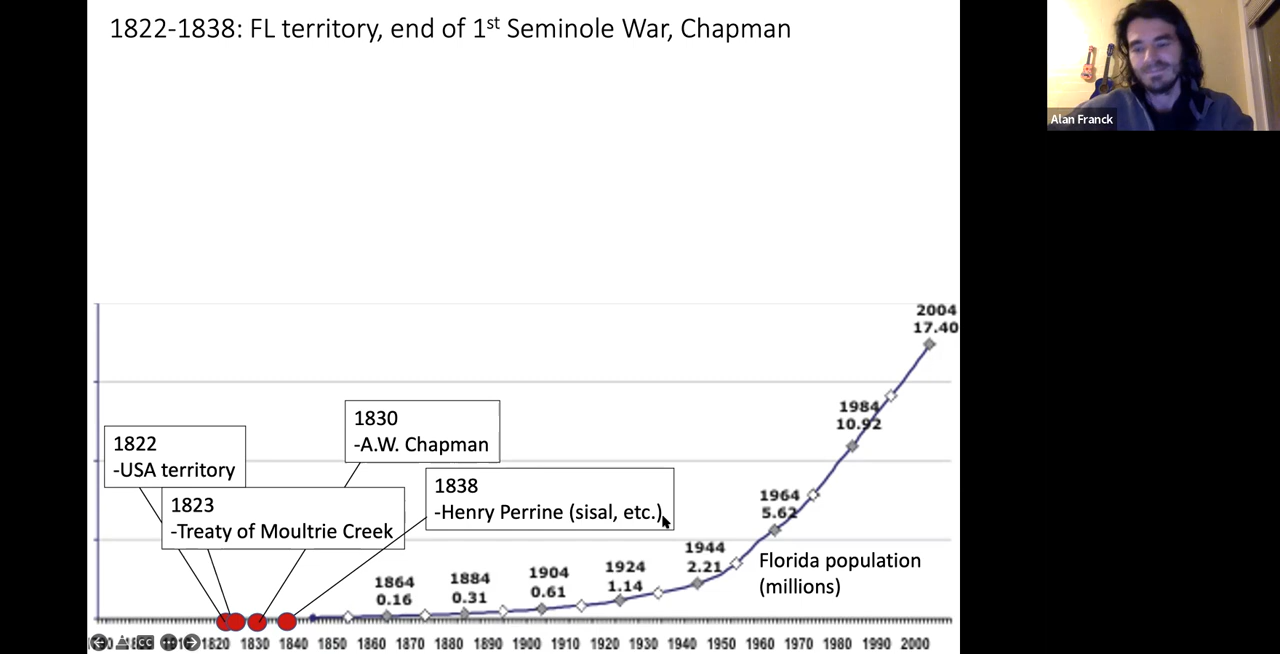 1822-1838: FL territory, end of 1st Seminole War, Chapman
Alan Franck
2004
17.40
1984
10.92
1964
5.62
1944
2.21
1924
1.14
1904
0.61
1884
0.31
1864
0.16
1830
-A.W. Chapman
1822
-USA territory
1838
-Henry Perrine (sisal, etc.)
1823
-Treaty of Moultrie Creek
Florida population
(millions)
1820 1830 1840 1850 1860 1870 1880 1890 1900 1910 1920 1930 1940 1950 1960 1970 1980 1990 2000